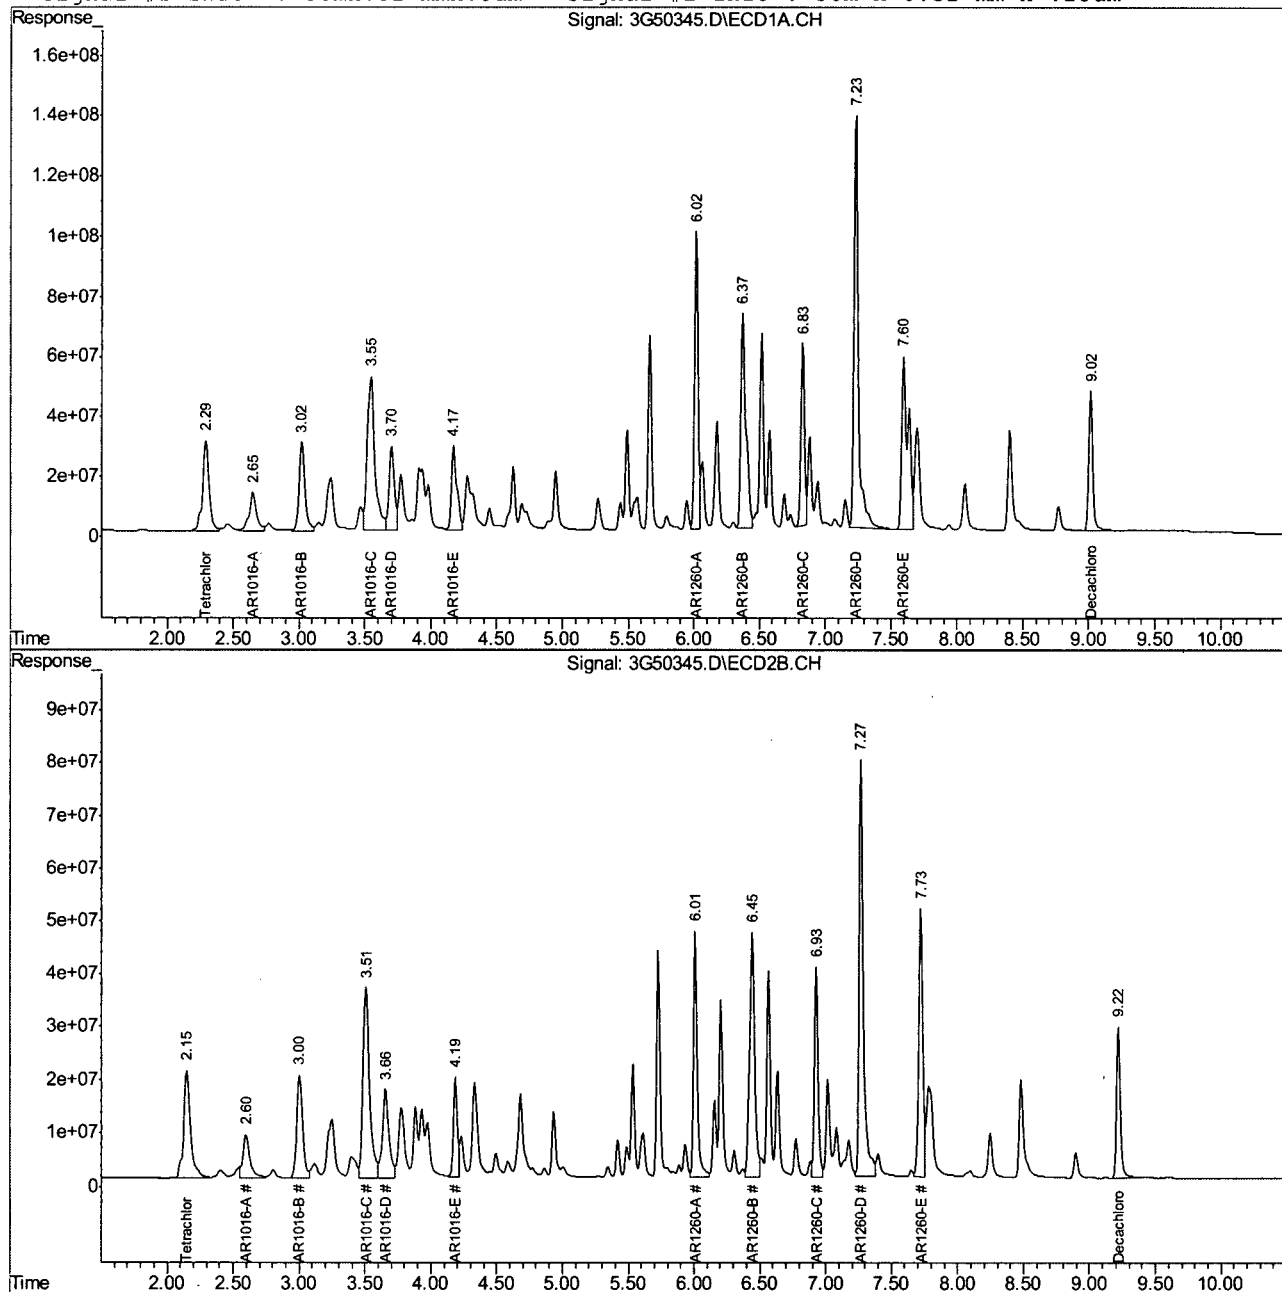 Response_
Signal: 3G50345.D\ECD1A.CH
1.6e+08
1.4e+08
1.2e+08
1e+08
8e+07
6e+07
4e+07
2e+07
0
2.29
2.65
3.02
3.55
3.70
4.17
6.02
6.37
6.83
7.23
7.60
9.02
Tetrachlor
AR1016-A
AR1016-B
AR1016-C
AR1016-D
AR1016-E
AR1260-A
AR1260-B
AR1260-C
AR1260-D
AR1260-E
Decachloro
Time 2.00 2.50 3.00 3.50 4.00 4.50 5.00 5.50 6.00 6.50 7.00 7.50 8.00 8.50 9.00 9.50 10.00
Response_
Signal: 3G50345.D\ECD2B.CH
9e+07
8e+07
7e+07
6e+07
5e+07
4e+07
3e+07
2e+07
1e+07
0
2.15
2.60
3.00
3.51
3.66
4.19
6.01
6.45
6.93
7.27
7.73
9.22
Tetrachlor
AR1016-A #
AR1016-B #
AR1016-C #
AR1016-D #
AR1016-E #
AR1260-A #
AR1260-B #
AR1260-C #
AR1260-D #
AR1260-E #
Decachloro
Time 2.00 2.50 3.00 3.50 4.00 4.50 5.00 5.50 6.00 6.50 7.00 7.50 8.00 8.50 9.00 9.50 10.00